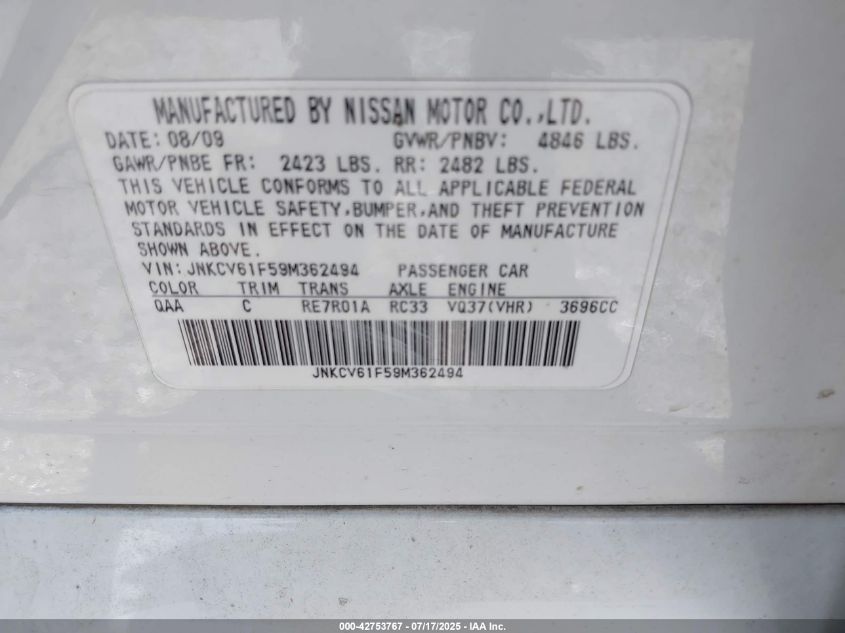 MANUFACTURED BY NISSAN MOTOR CO.,LTD.
DATE: 08/09 GVWR/PNBV: 4846 LBS.
GAWR/PNBE FR: 2423 LBS. RR: 2482 LBS.
THIS VEHICLE CONFORMS TO ALL APPLICABLE FEDERAL
MOTOR VEHICLE SAFETY,BUMPER,AND THEFT PREVENTION
STANDARDS IN EFFECT ON THE DATE OF MANUFACTURE
SHOWN ABOVE.
VIN: JNKCV61F59M362494 PASSENGER CAR
COLOR TRIM TRANS AXLE ENGINE
QAA C RE7R01A RC33 VQ37(VHR) 3696CC
JNKCV61F59M362494
000-42753767 - 07/17/2025 - IAA Inc.